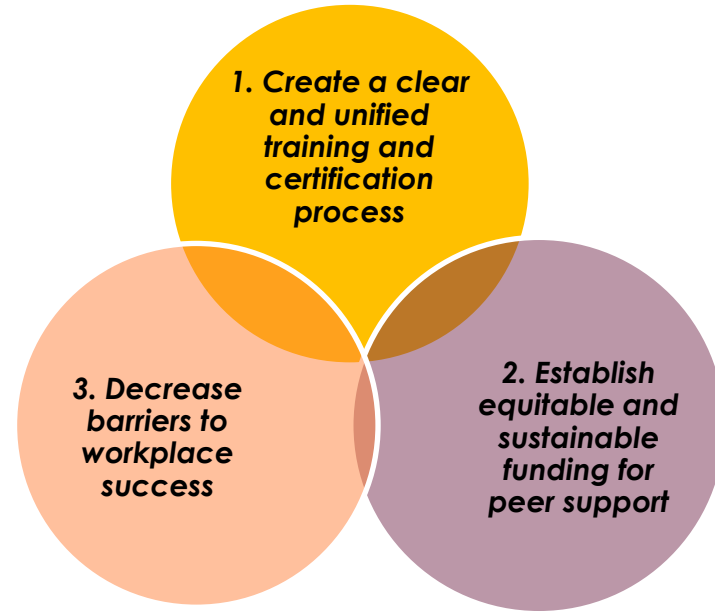 1. Create a clear
and unified
training and
certification
process
2. Establish
equitable and
sustainable
funding for
peer support
3. Decrease
barriers to
workplace
success